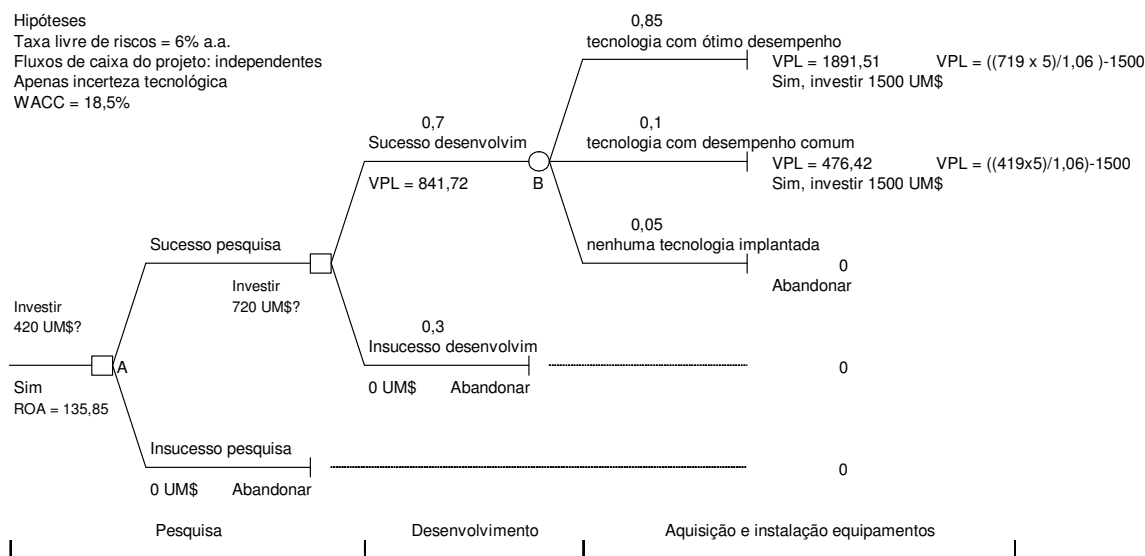 Hipóteses
Taxa livre de riscos = 6% a.a.
Fluxos de caixa do projeto: independentes
Apenas incerteza tecnológica
WACC = 18,5%
0,85
tecnologia com ótimo desempenho
VPL = 1891,51 VPL = ((719 x 5)/1,06 )-1500
Sim, investir 1500 UM$
0,7
Sucesso desenvolvim
VPL = 841,72
B
0,1
tecnologia com desempenho comum
VPL = 476,42 VPL = ((419x5)/1,06)-1500
Sim, investir 1500 UM$
0,05
nenhuma tecnologia implantada
0
Abandonar
Sucesso pesquisa
Investir
720 UM$?
Investir
420 UM$?
A
Sim
ROA = 135,85
0,3
Insucesso desenvolvim
0 UM$ Abandonar
0
Insucesso pesquisa
0 UM$ Abandonar
0
Pesquisa Desenvolvimento Aquisição e instalação equipamentos